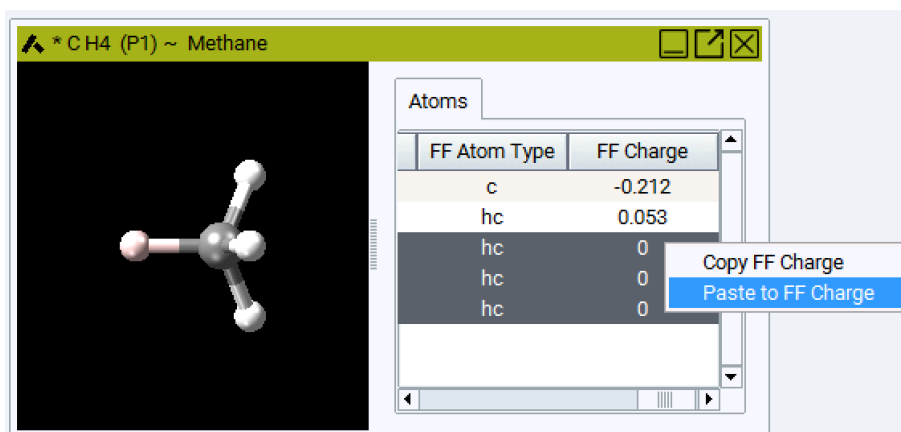 * C H4 (P1) ~ Methane
Atoms
FF Atom Type FF Charge
c -0.212
hc 0.053
hc 0
hc 0
hc 0
Copy FF Charge
Paste to FF Charge